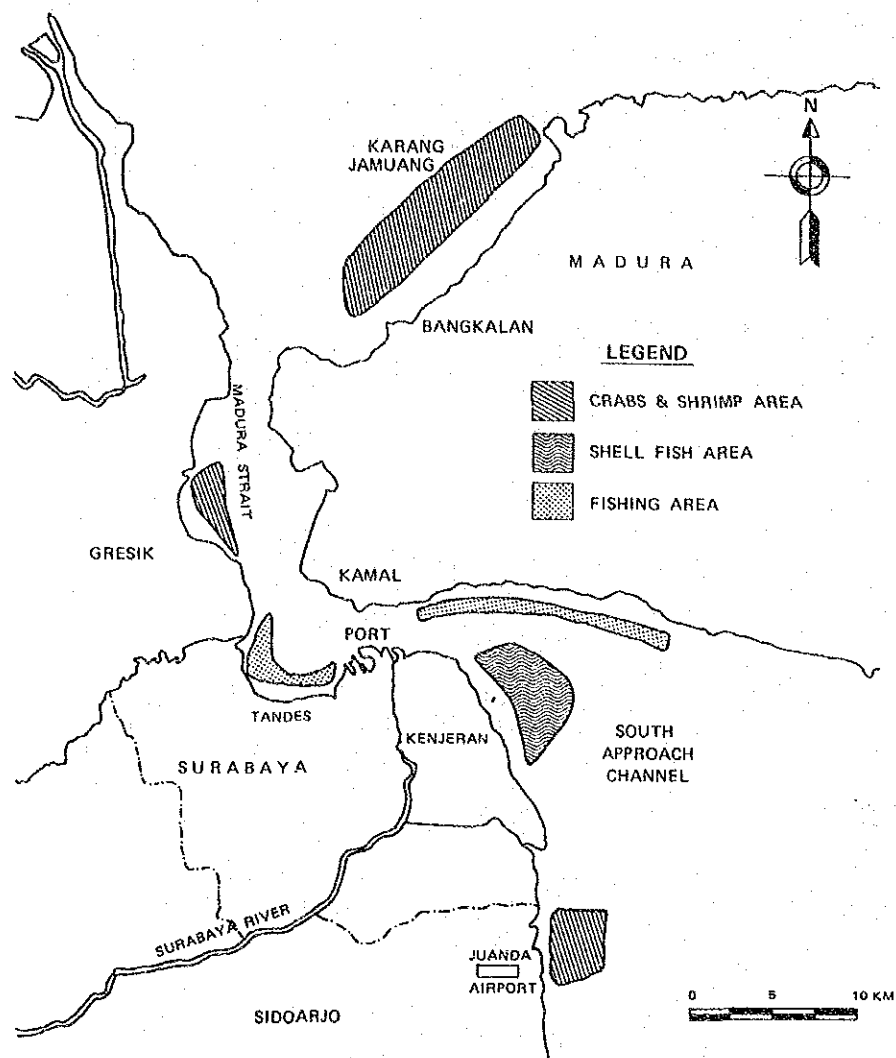 N
KARANG
JAMUANG
MADURA
BANGKALAN
LEGEND
CRABS & SHRIMP AREA
SHELL FISH AREA
FISHING AREA
MADURA STRAIT
GRESIK
KAMAL
PORT
TANDES
KENJERAN
SURABAYA
SOUTH
APPROACH
CHANNEL
SURABAYA RIVER
JUANDA
AIRPORT
SIDOARJO
0 5 10 KM